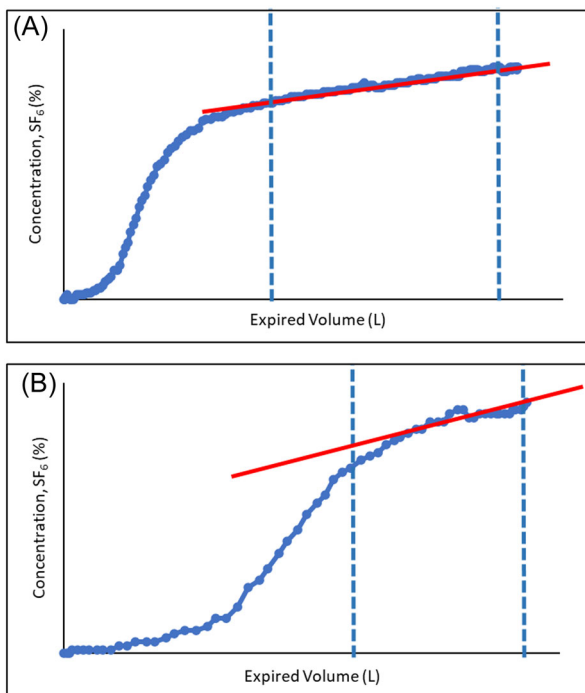 (A)
Concentration, SF₆ (%)
Expired Volume (L)
(B)
Concentration, SF₆ (%)
Expired Volume (L)